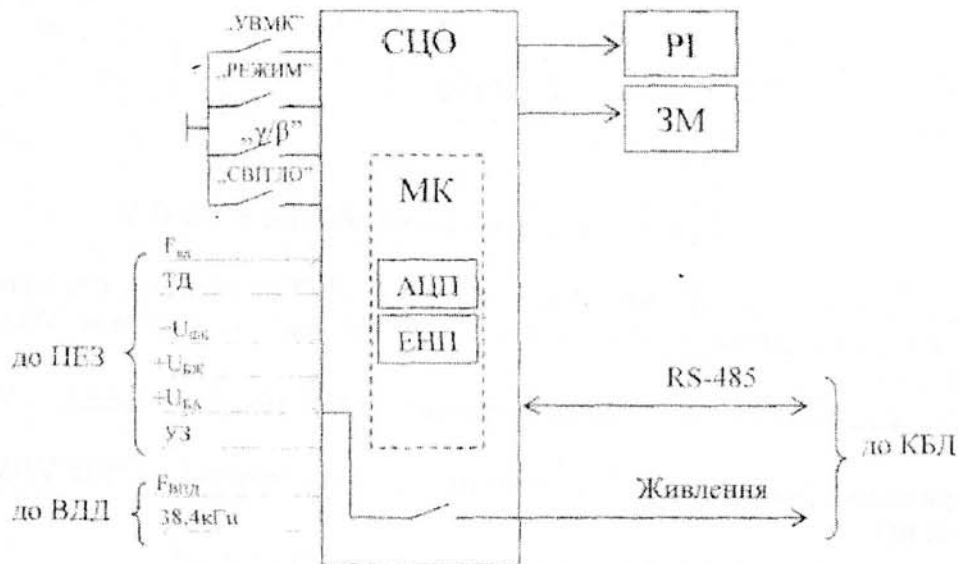 „УВМК”
„РЕЖИМ”
„γ/β”
„СВІТЛО”
СЦО
РІ
ЗМ
МК
АЦП
ЕНП
до ПЕЗ
ТД
+U
+U
УЗ
до ВДД
38,4кГц
RS-485
Живлення
до КБД